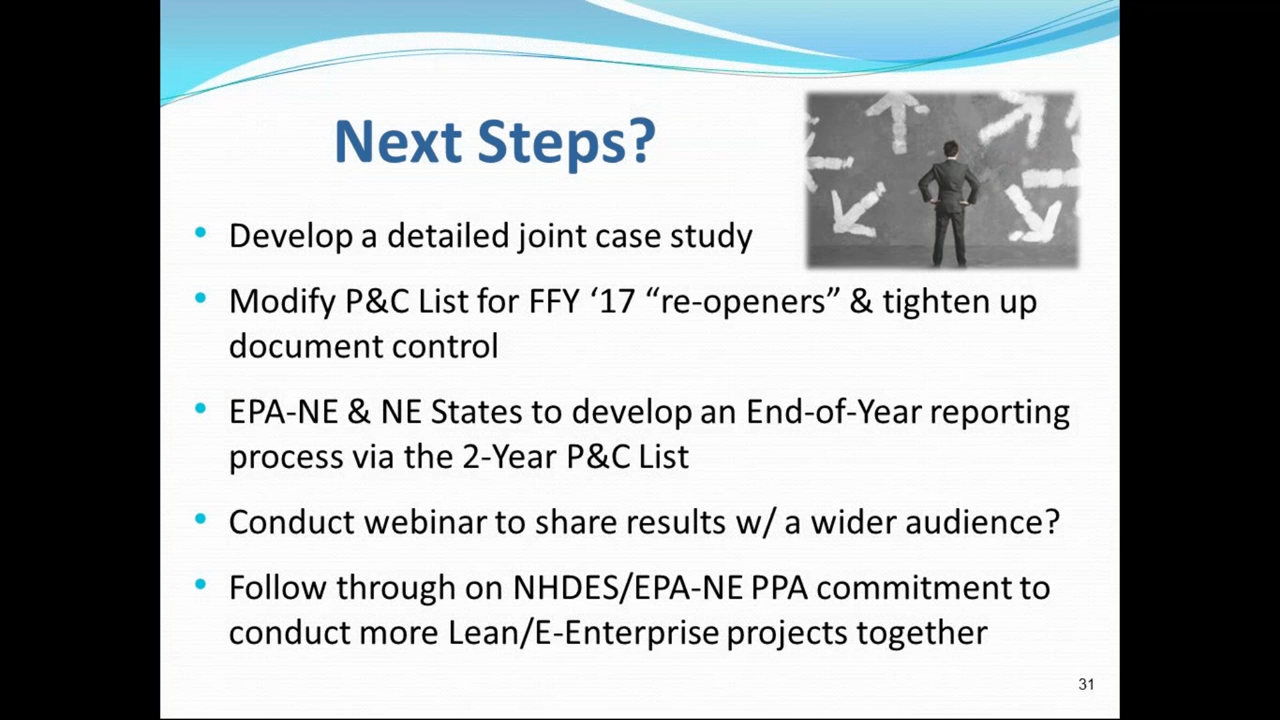 Next Steps?
• Develop a detailed joint case study
• Modify P&C List for FFY ‘17 “re-openers” & tighten up
document control
• EPA-NE & NE States to develop an End-of-Year reporting
process via the 2-Year P&C List
• Conduct webinar to share results w/ a wider audience?
• Follow through on NHDES/EPA-NE PPA commitment to
conduct more Lean/E-Enterprise projects together
31